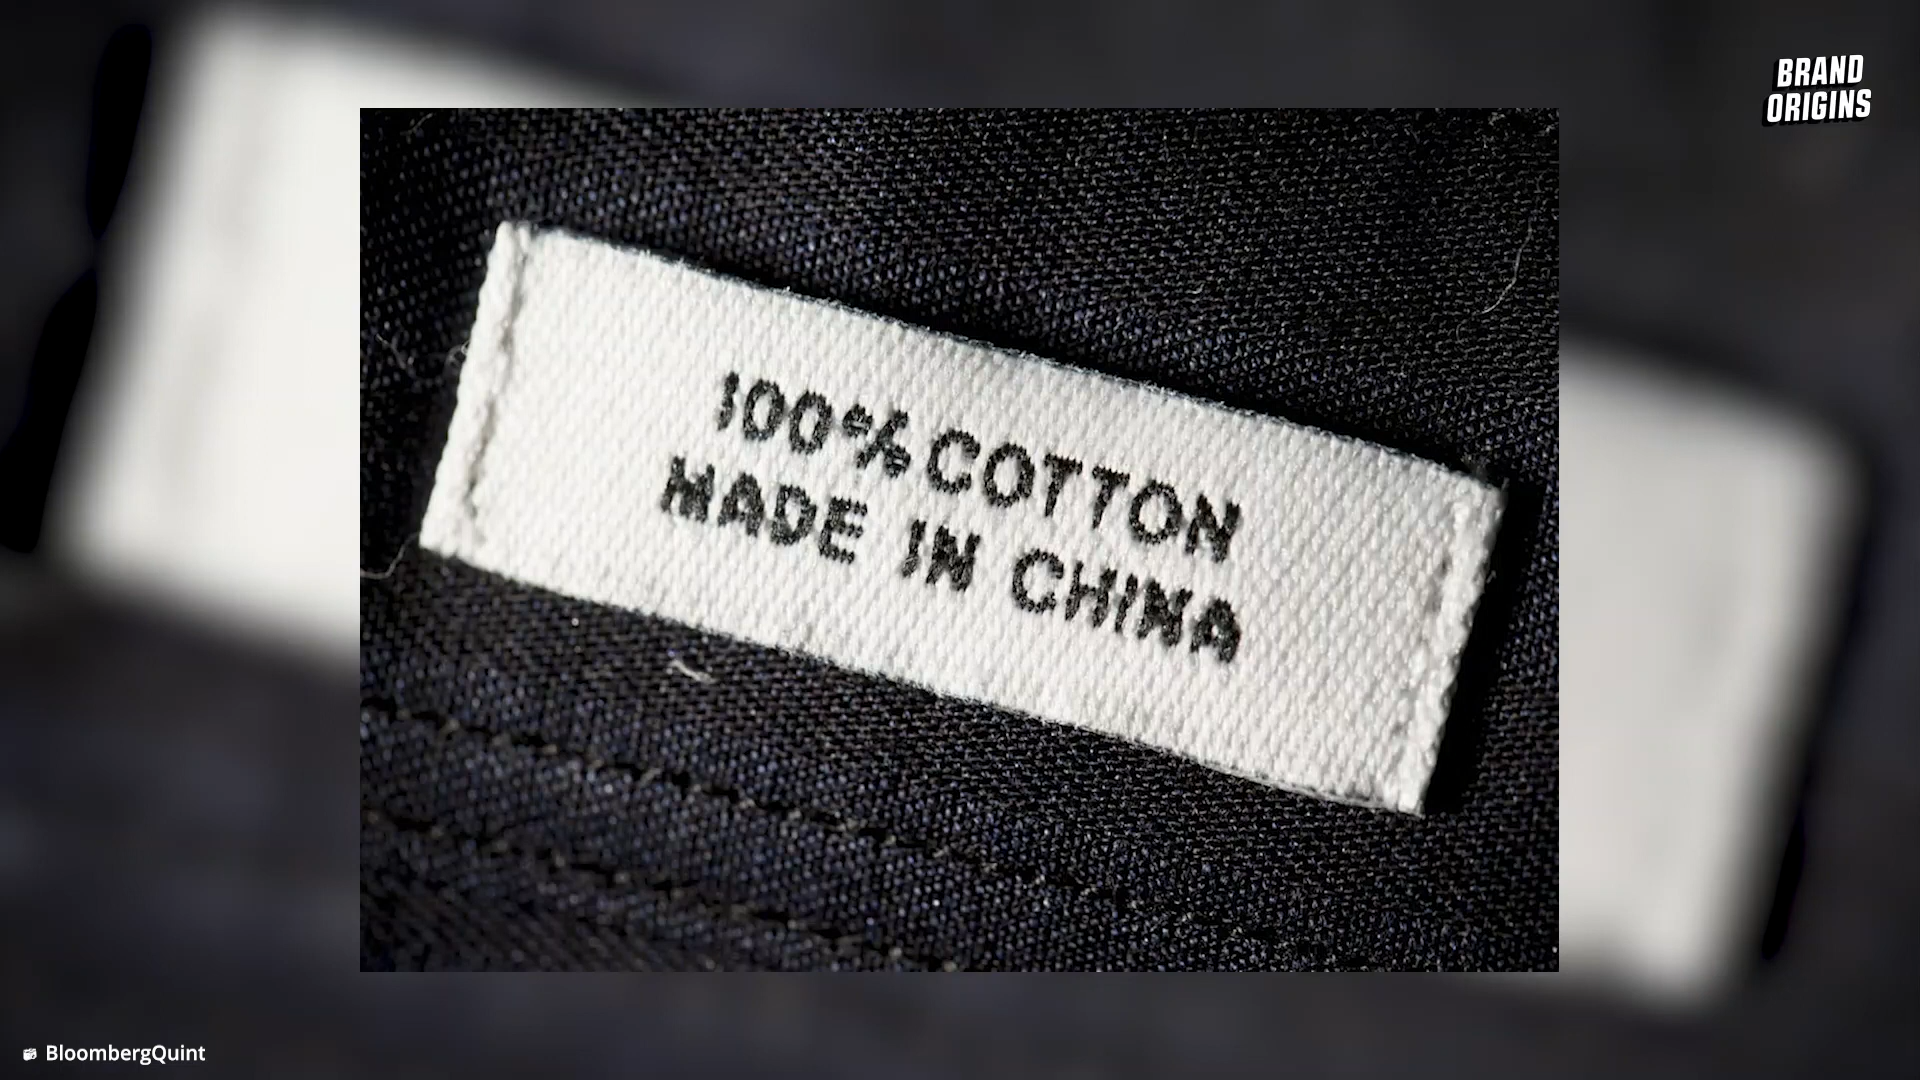 BRAND
ORIGINS
100% COTTON
MADE IN CHINA
BloombergQuint